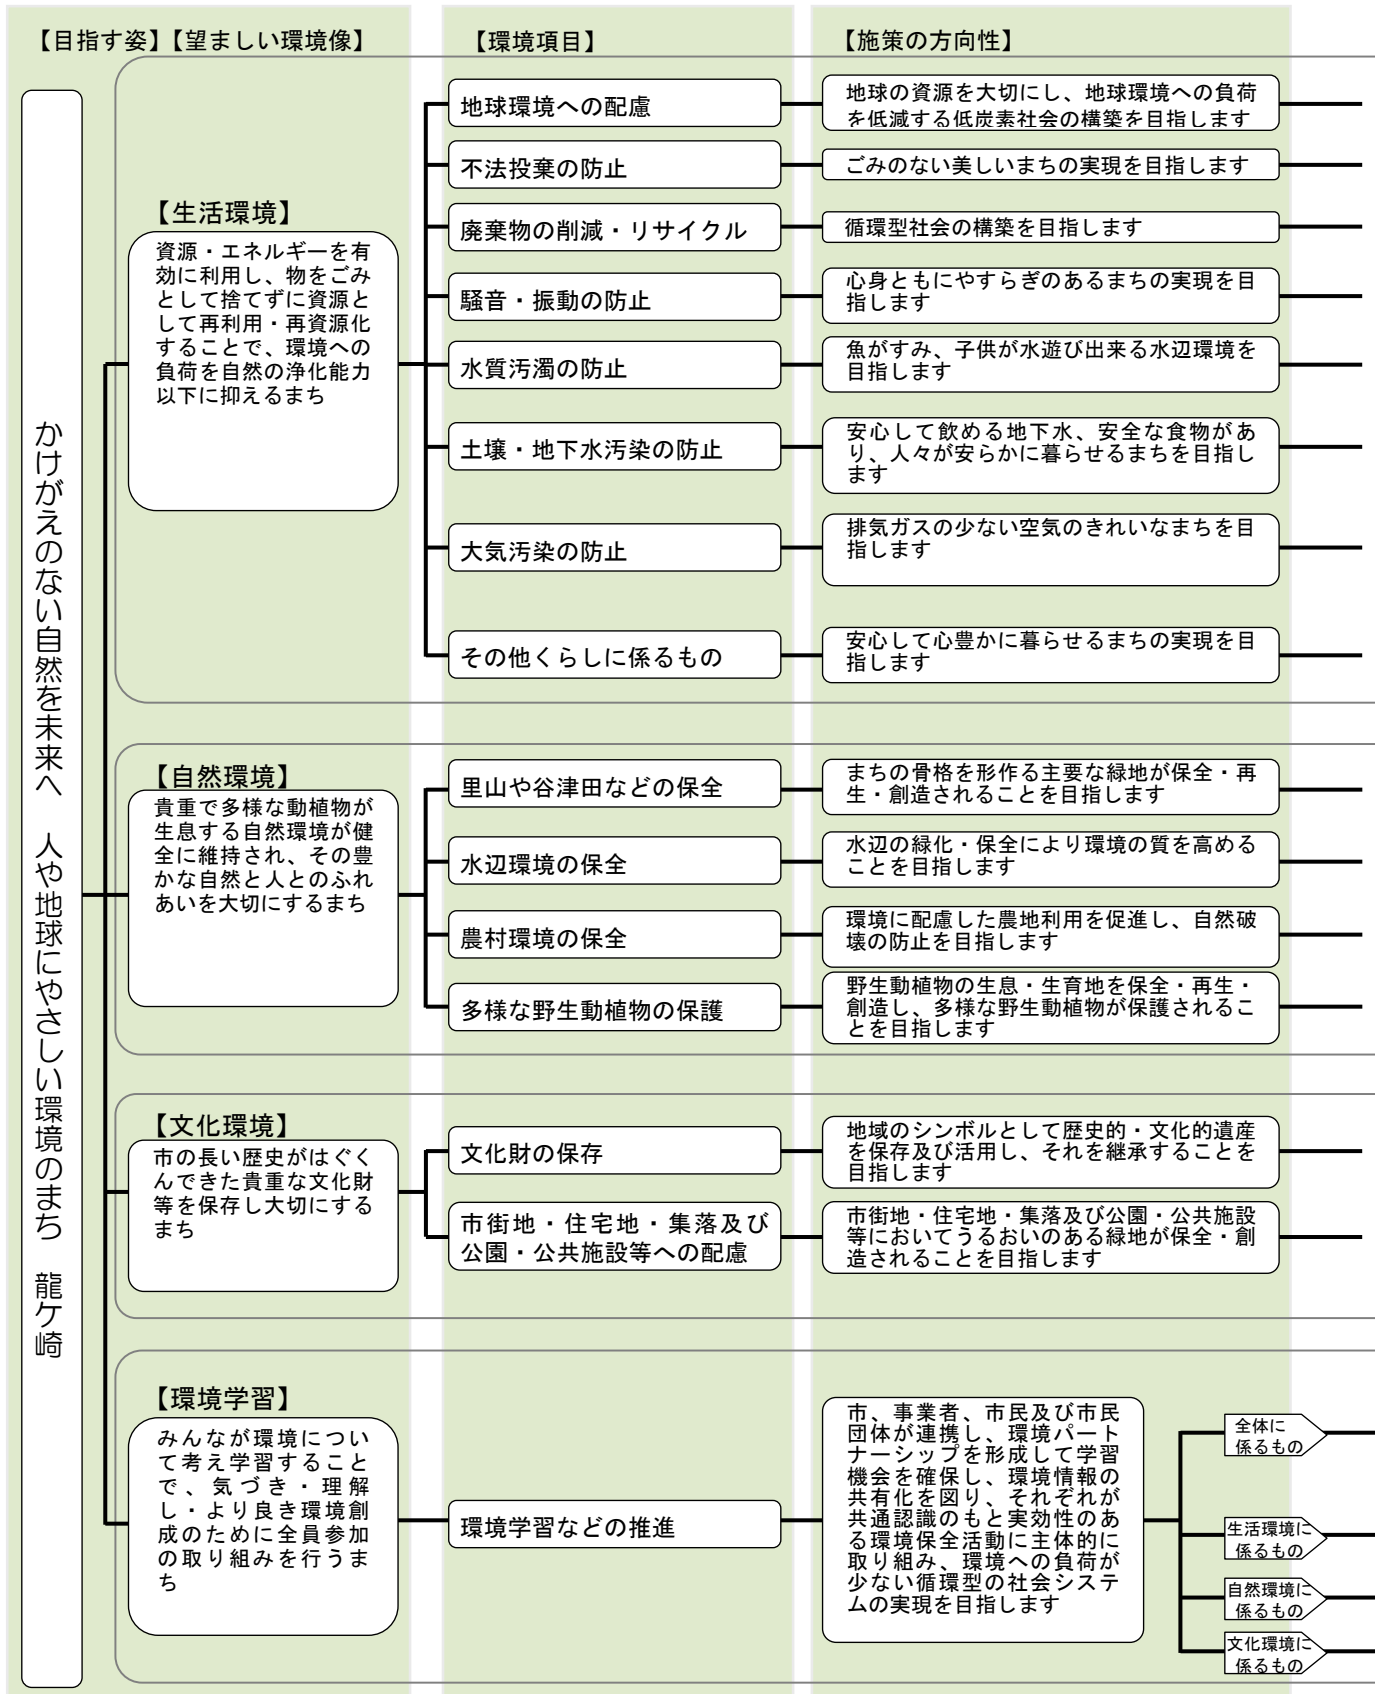 【目指す姿】【望ましい環境像】
【環境項目】
【施策の方向性】
かけがえのない自然を未来へ　人や地球にやさしい環境のまち　龍ケ崎
【生活環境】
資源・エネルギーを有
効に利用し、物をごみ
として捨てずに資源と
して再利用・再資源化
することで、環境への
負荷を自然の浄化能力
以下に抑えるまち
地球環境への配慮
地球の資源を大切にし、地球環境への負荷
を低減する低炭素社会の構築を目指します
不法投棄の防止
ごみのない美しいまちの実現を目指します
廃棄物の削減・リサイクル
循環型社会の構築を目指します
騒音・振動の防止
心身ともにやすらぎのあるまちの実現を目
指します
水質汚濁の防止
魚がすみ、子供が水遊び出来る水辺環境を
目指します
土壌・地下水汚染の防止
安心して飲める地下水、安全な食物があ
り、人々が安らかに暮らせるまちを目指し
ます
大気汚染の防止
排気ガスの少ない空気のきれいなまちを目
指します
その他くらしに係るもの
安心して心豊かに暮らせるまちの実現を目
指します
【自然環境】
貴重で多様な動植物が
生息する自然環境が健
全に維持され、その豊
かな自然と人とのふれ
あいを大切にするまち
里山や谷津田などの保全
まちの骨格を形作る主要な緑地が保全・再
生・創造されることを目指します
水辺環境の保全
水辺の緑化・保全により環境の質を高める
ことを目指します
農村環境の保全
環境に配慮した農地利用を促進し、自然破
壊の防止を目指します
多様な野生動植物の保護
野生動植物の生息・生育地を保全・再生・
創造し、多様な野生動植物が保護されるこ
とを目指します
【文化環境】
市の長い歴史がはぐく
んできた貴重な文化財
等を保存し大切にする
まち
文化財の保存
地域のシンボルとして歴史的・文化的遺産
を保存及び活用し、それを継承することを
目指します
市街地・住宅地・集落及び
公園・公共施設等への配慮
市街地・住宅地・集落及び公園・公共施設
等においてうるおいのある緑地が保全・創
造されることを目指します
【環境学習】
みんなが環境につい
て考え学習すること
で、気づき・理解
し・より良き環境創
成のために全員参加
の取り組みを行うま
ち
環境学習などの推進
市、事業者、市民及び市民
団体が連携し、環境パート
ナーシップを形成して学習
機会を確保し、環境情報の
共有化を図り、それぞれが
共通認識のもと実効性のあ
る環境保全活動に主体的に
取り組み、環境への負荷が
少ない循環型の社会システ
ムの実現を目指します
全体に
係るもの
生活環境に
係るもの
自然環境に
係るもの
文化環境に
係るもの